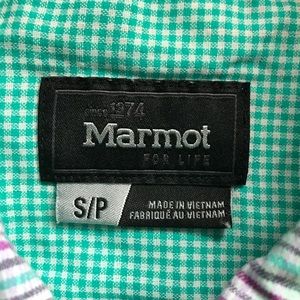 since 1974
Marmot
FOR LIFE
S/P
MADE IN VIETNAM
FABRIQUÉ AU VIETNAM